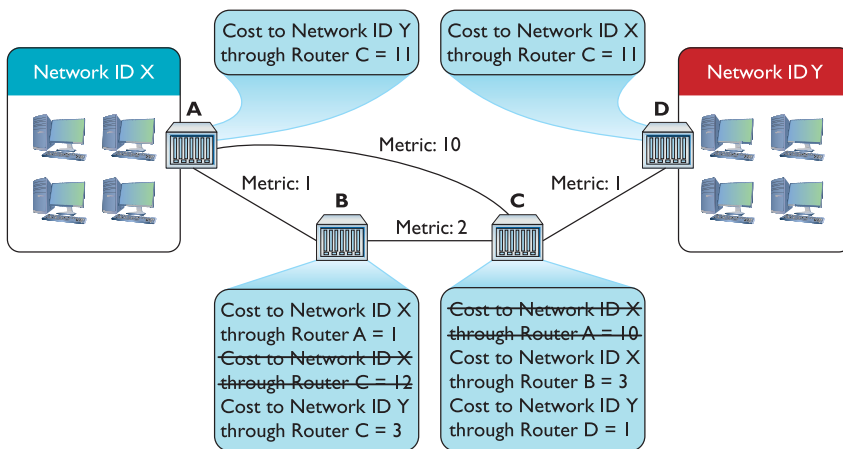 Cost to Network ID Y
through Router C = 11
Cost to Network ID X
through Router C = 11
Network ID X
Network ID Y
A
D
Metric: 10
Metric: 1
Metric: 1
B
C
Metric: 2
Cost to Network ID X
through Router A = 1
Cost to Network ID X
through Router C = 12
Cost to Network ID Y
through Router C = 3
Cost to Network ID X
through Router A = 10
Cost to Network ID X
through Router B = 3
Cost to Network ID Y
through Router D = 1